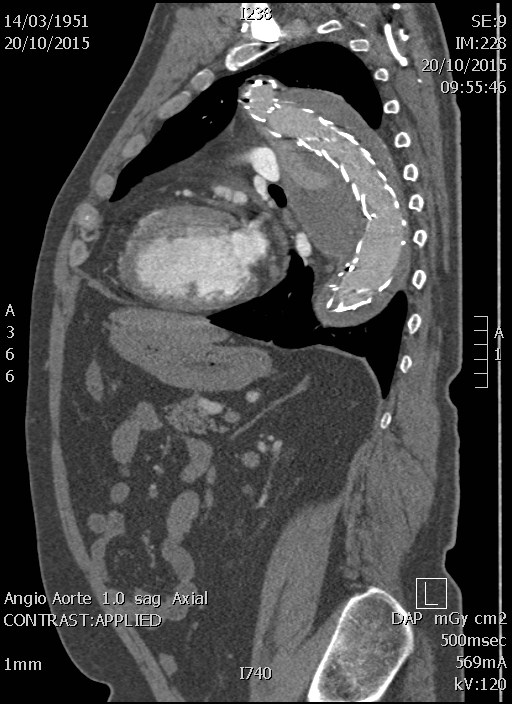 I238
14/03/1951
20/10/2015
SE:9
IM:228
20/10/2015
09:55:46
A
3
6
6
A
1
L
Angio Aorte 1.0 sag Axial
CONTRAST:APPLIED
1mm
I740
DAP mGy cm2
500msec
569mA
kV:120